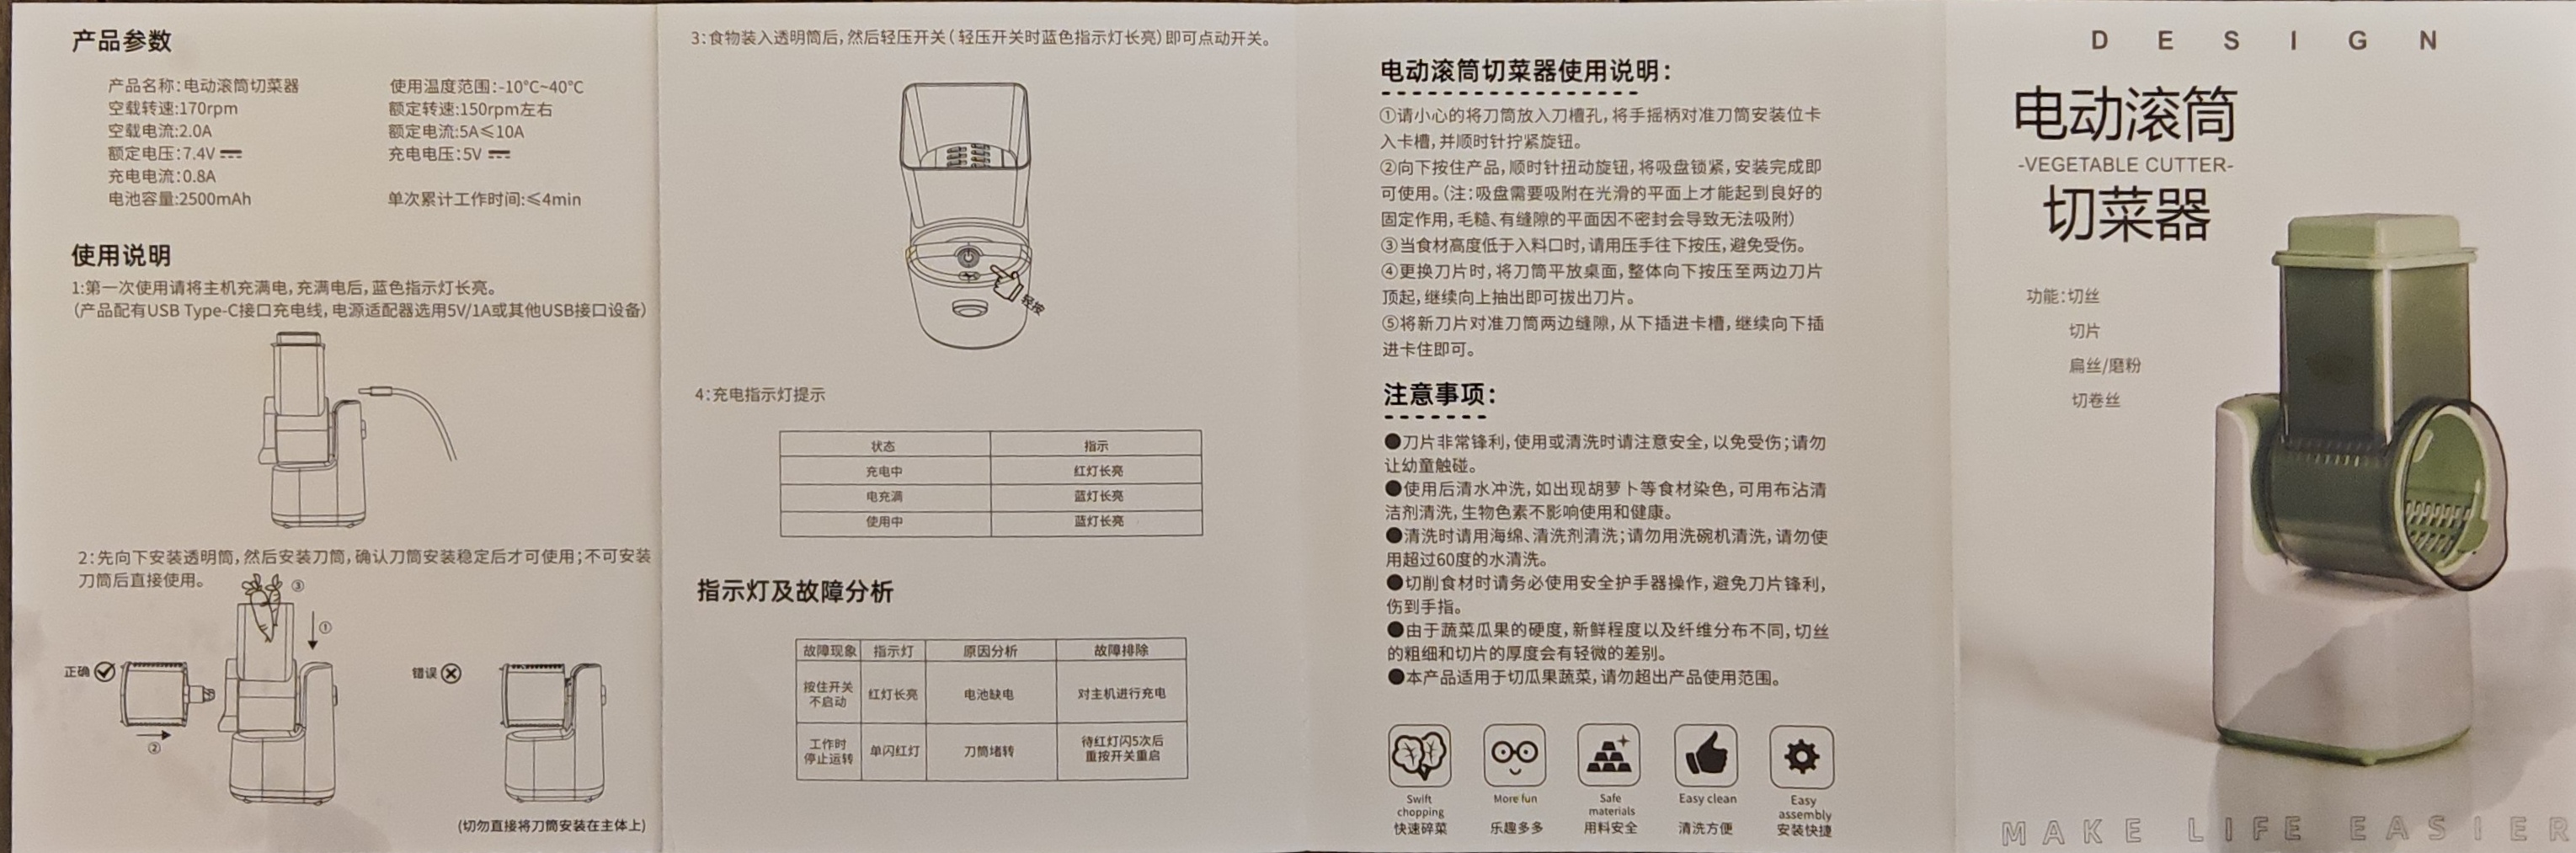 产品参数
产品名称:电动滚筒切菜器
使用温度范围:-10℃~40℃
空载转速:170rpm
额定转速:150rpm左右
空载电流:2.0A
额定电流:5A≤10A
额定电压:7.4V
充电电压:5V
充电电流:0.8A
电池容量:2500mAh
单次累计工作时间:≤4min
使用说明
1:第一次使用请将主机充满电,充满电后,蓝色指示灯长亮。
(产品配有USB Type-C接口充电线,电源适配器选用5V/1A或其他USB接口设备)
2:先向下安装透明筒,然后安装刀筒,确认刀筒安装稳定后才可使用;不可安装
刀筒后直接使用。
③
①
正确
②
错误
(切勿直接将刀筒安装在主体上)
3:食物装入透明筒后,然后轻压开关(轻压开关时蓝色指示灯长亮)即可点动开关。
轻按
4:充电指示灯提示
状态 指示
充电中 红灯长亮
电充满 蓝灯长亮
使用中 蓝灯长亮
指示灯及故障分析
故障现象 指示灯 原因分析 故障排除
按住开关
不启动
红灯长亮 电池缺电 对主机进行充电
工作时
停止运转
单闪红灯 刀筒堵转
待红灯闪5次后
重按开关重启
电动滚筒切菜器使用说明:
①请小心的将刀筒放入刀槽孔,将手摇柄对准刀筒安装位卡
入卡槽,并顺时针拧紧旋钮。
②向下按住产品,顺时针扭动旋钮,将吸盘锁紧,安装完成即
可使用。(注:吸盘需要吸附在光滑的平面上才能起到良好的
固定作用,毛糙、有缝隙的平面因不密封会导致无法吸附)
③当食材高度低于入料口时,请用压手往下按压,避免受伤。
④更换刀片时,将刀筒平放桌面,整体向下按压至两边刀片
顶起,继续向上抽出即可拔出刀片。
⑤将新刀片对准刀筒两边缝隙,从下插进卡槽,继续向下插
进卡住即可。
注意事项:
●刀片非常锋利,使用或清洗时请注意安全,以免受伤;请勿
让幼童触碰。
●使用后清水冲洗,如出现胡萝卜等食材染色,可用布沾清
洁剂清洗,生物色素不影响使用和健康。
●清洗时请用海绵、清洗剂清洗;请勿用洗碗机清洗,请勿使
用超过60度的水清洗。
●切削食材时请务必使用安全护手器操作,避免刀片锋利,
伤到手指。
●由于蔬菜瓜果的硬度,新鲜程度以及纤维分布不同,切丝
的粗细和切片的厚度会有轻微的差别。
●本产品适用于切瓜果蔬菜,请勿超出产品使用范围。
Swift
chopping
快速碎菜
More fun
乐趣多多
Safe
materials
用料安全
Easy clean
清洗方便
Easy
assembly
安装快捷
DESIGN
电动滚筒
-VEGETABLE CUTTER-
切菜器
功能:切丝
切片
扁丝/磨粉
切卷丝
MAKE LIFE EASIER